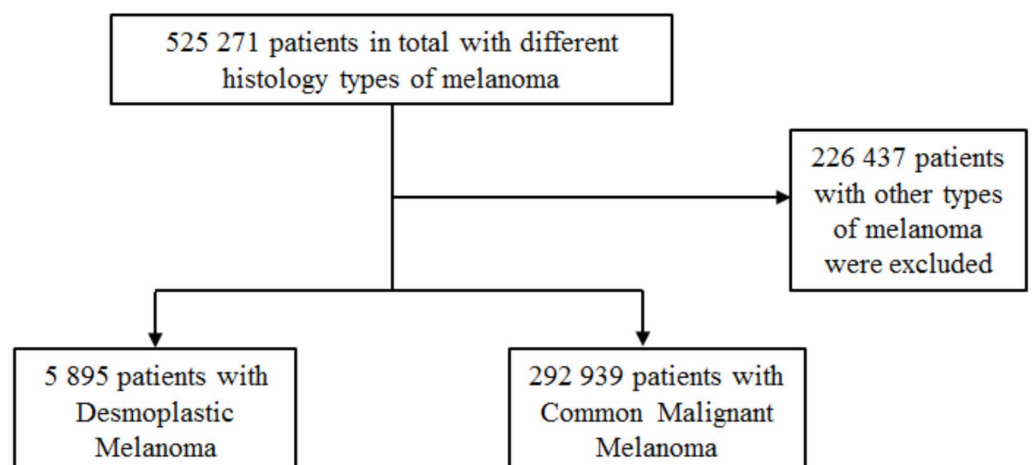 525 271 patients in total with different
histology types of melanoma
226 437 patients
with other types
of melanoma
were excluded
5 895 patients with
Desmoplastic
Melanoma
292 939 patients with
Common Malignant
Melanoma